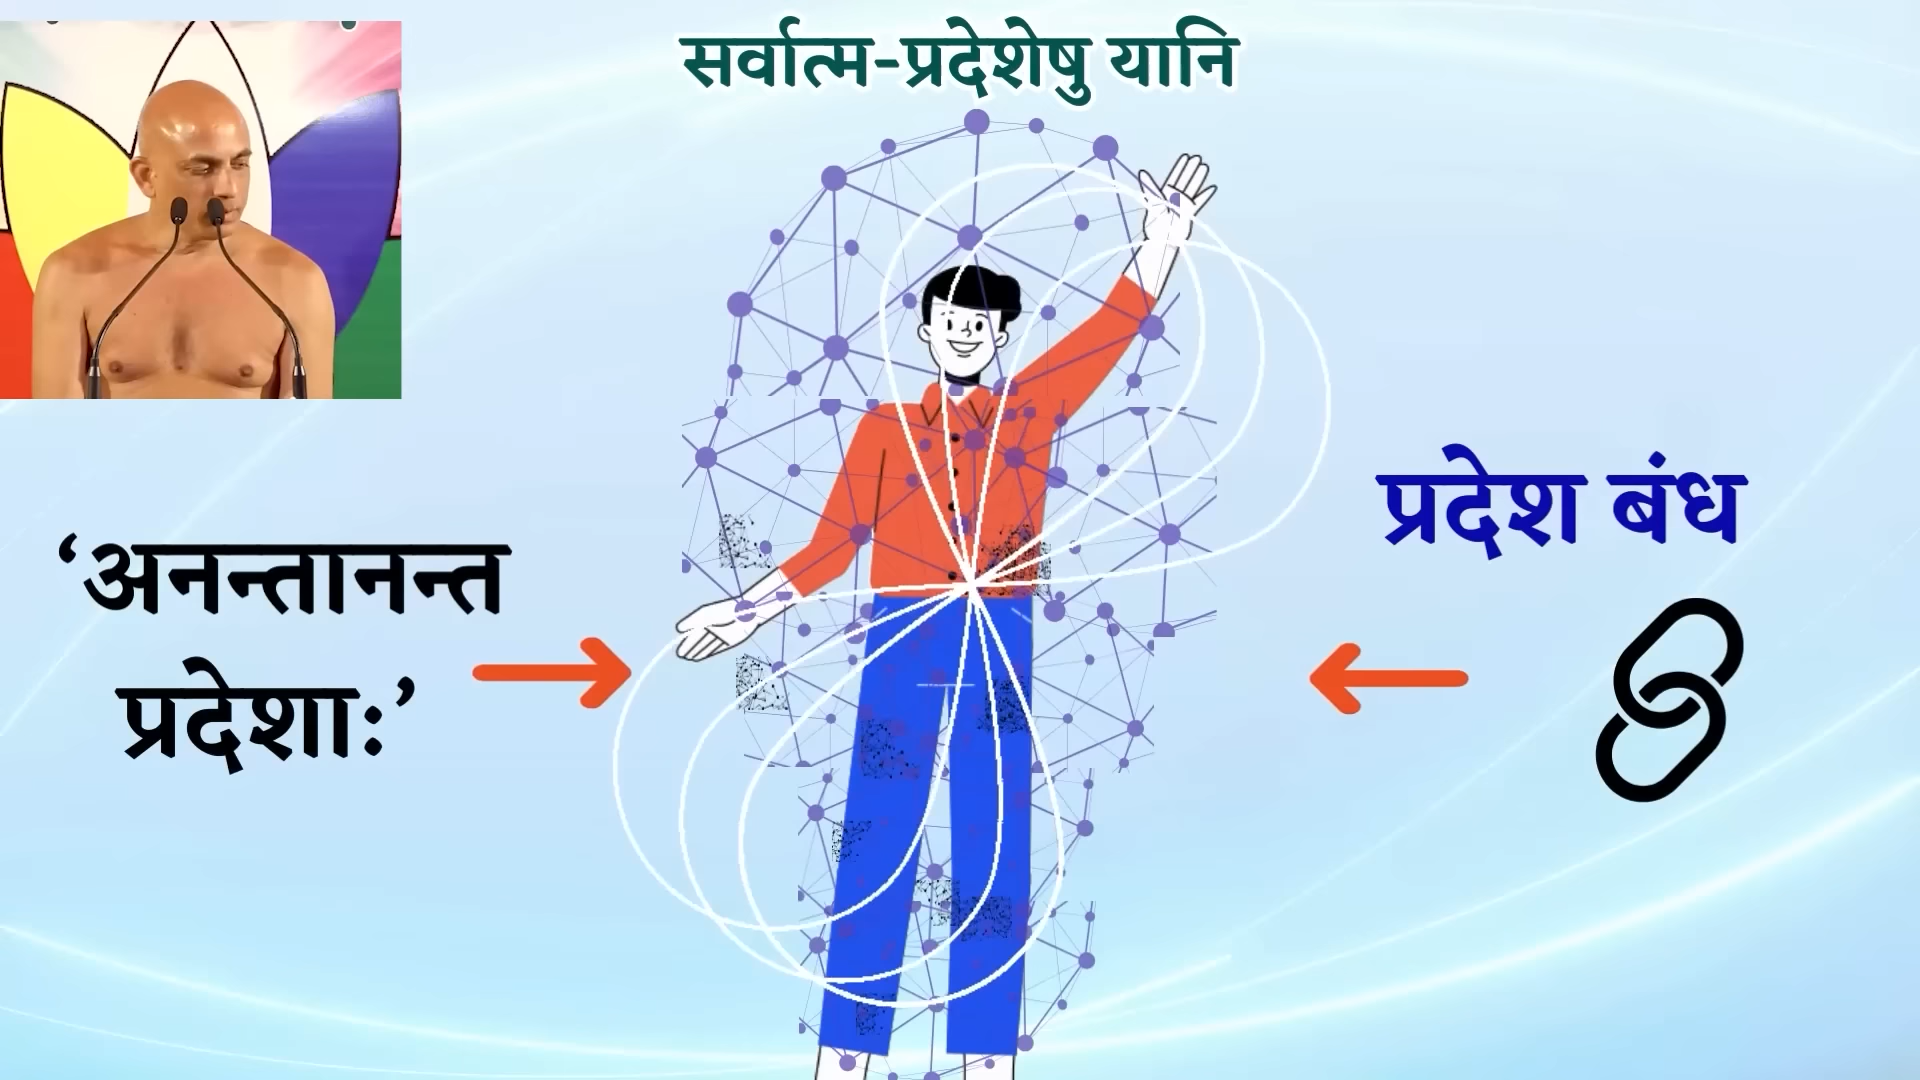 सर्वात्म-प्रदेशेषु यानि
‘अनन्तानन्त
प्रदेशाः’
प्रदेश बंध